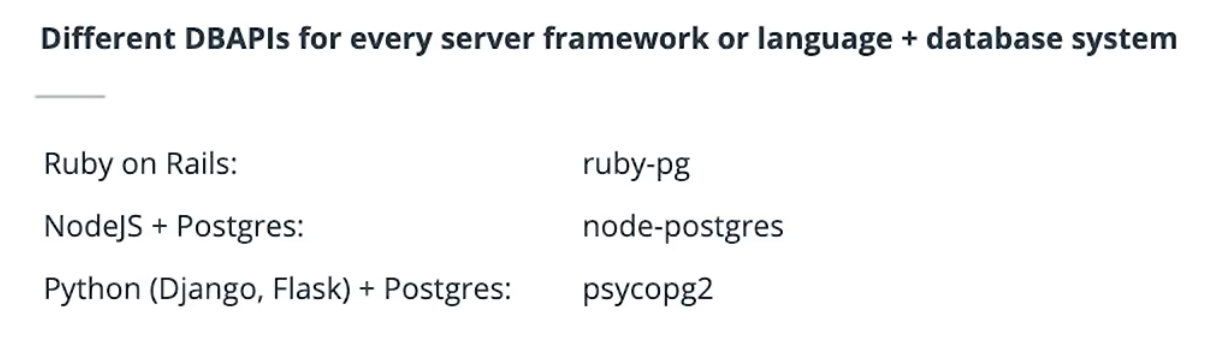 Different DBAPIs for every server framework or language + database system
Ruby on Rails: ruby-pg
NodeJS + Postgres: node-postgres
Python (Django, Flask) + Postgres: psycopg2